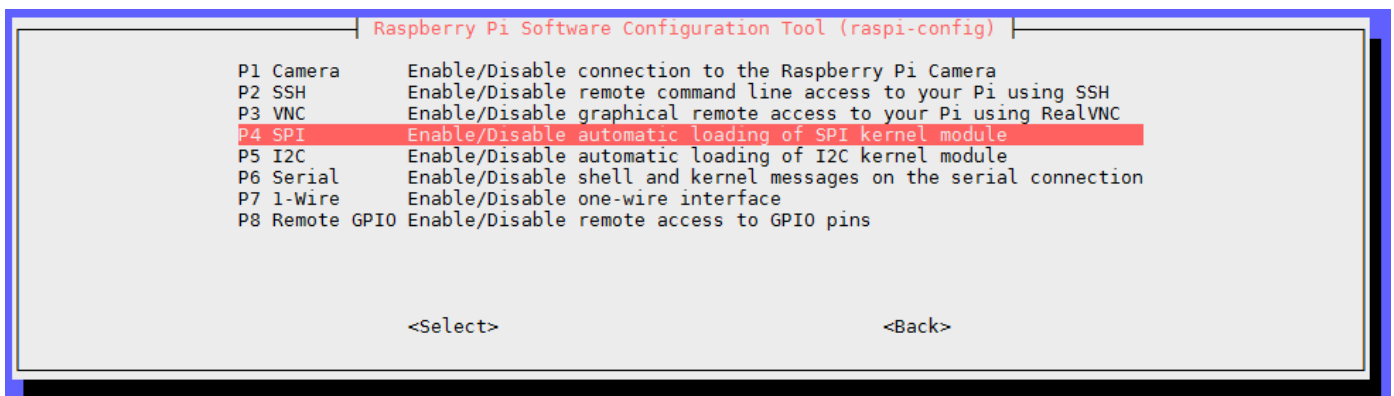 Raspberry Pi Software Configuration Tool (raspi-config)
P1 Camera Enable/Disable connection to the Raspberry Pi Camera
P2 SSH Enable/Disable remote command line access to your Pi using SSH
P3 VNC Enable/Disable graphical remote access to your Pi using RealVNC
P4 SPI Enable/Disable automatic loading of SPI kernel module
P5 I2C Enable/Disable automatic loading of I2C kernel module
P6 Serial Enable/Disable shell and kernel messages on the serial connection
P7 1-Wire Enable/Disable one-wire interface
P8 Remote GPIO Enable/Disable remote access to GPIO pins
<Select> <Back>